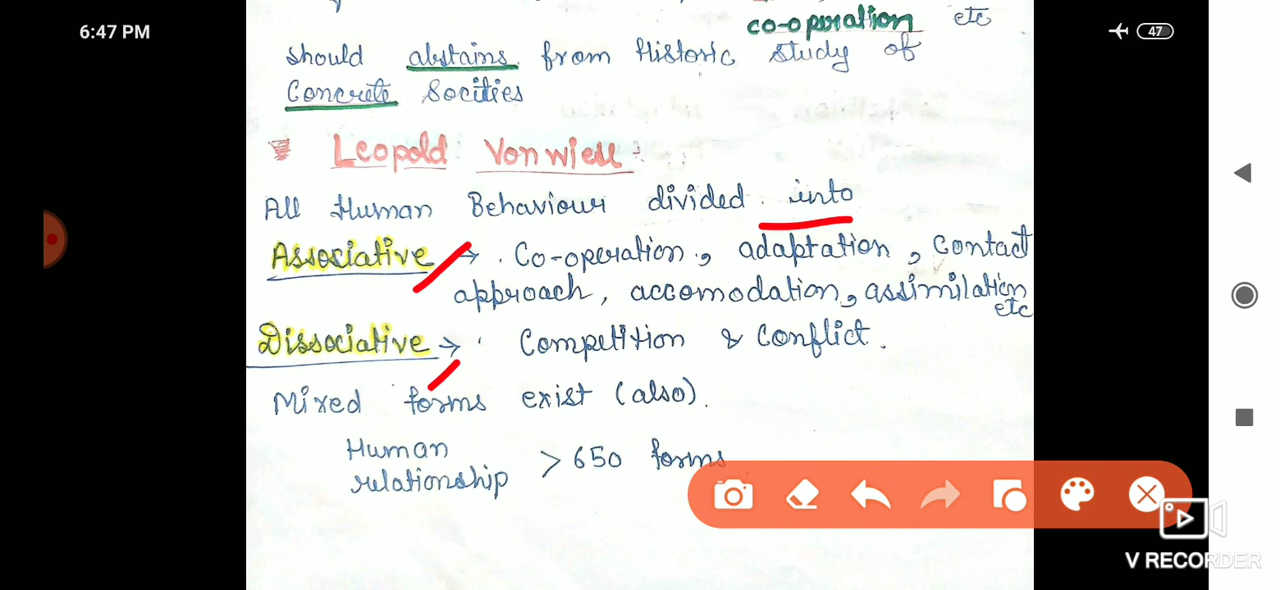 6:47 PM
47
co-operation etc
should abstains from Historic study of
Concrete Socities
Leopold Vonwiell :
All Human Behaviour divided into
Associative → Co-operation, adaptation, contact
approach, accomodation, assimilation
etc
Dissociative → Competition & Conflict.
Mixed forms exist (also).
Human
relationship > 650 forms
V RECORDER